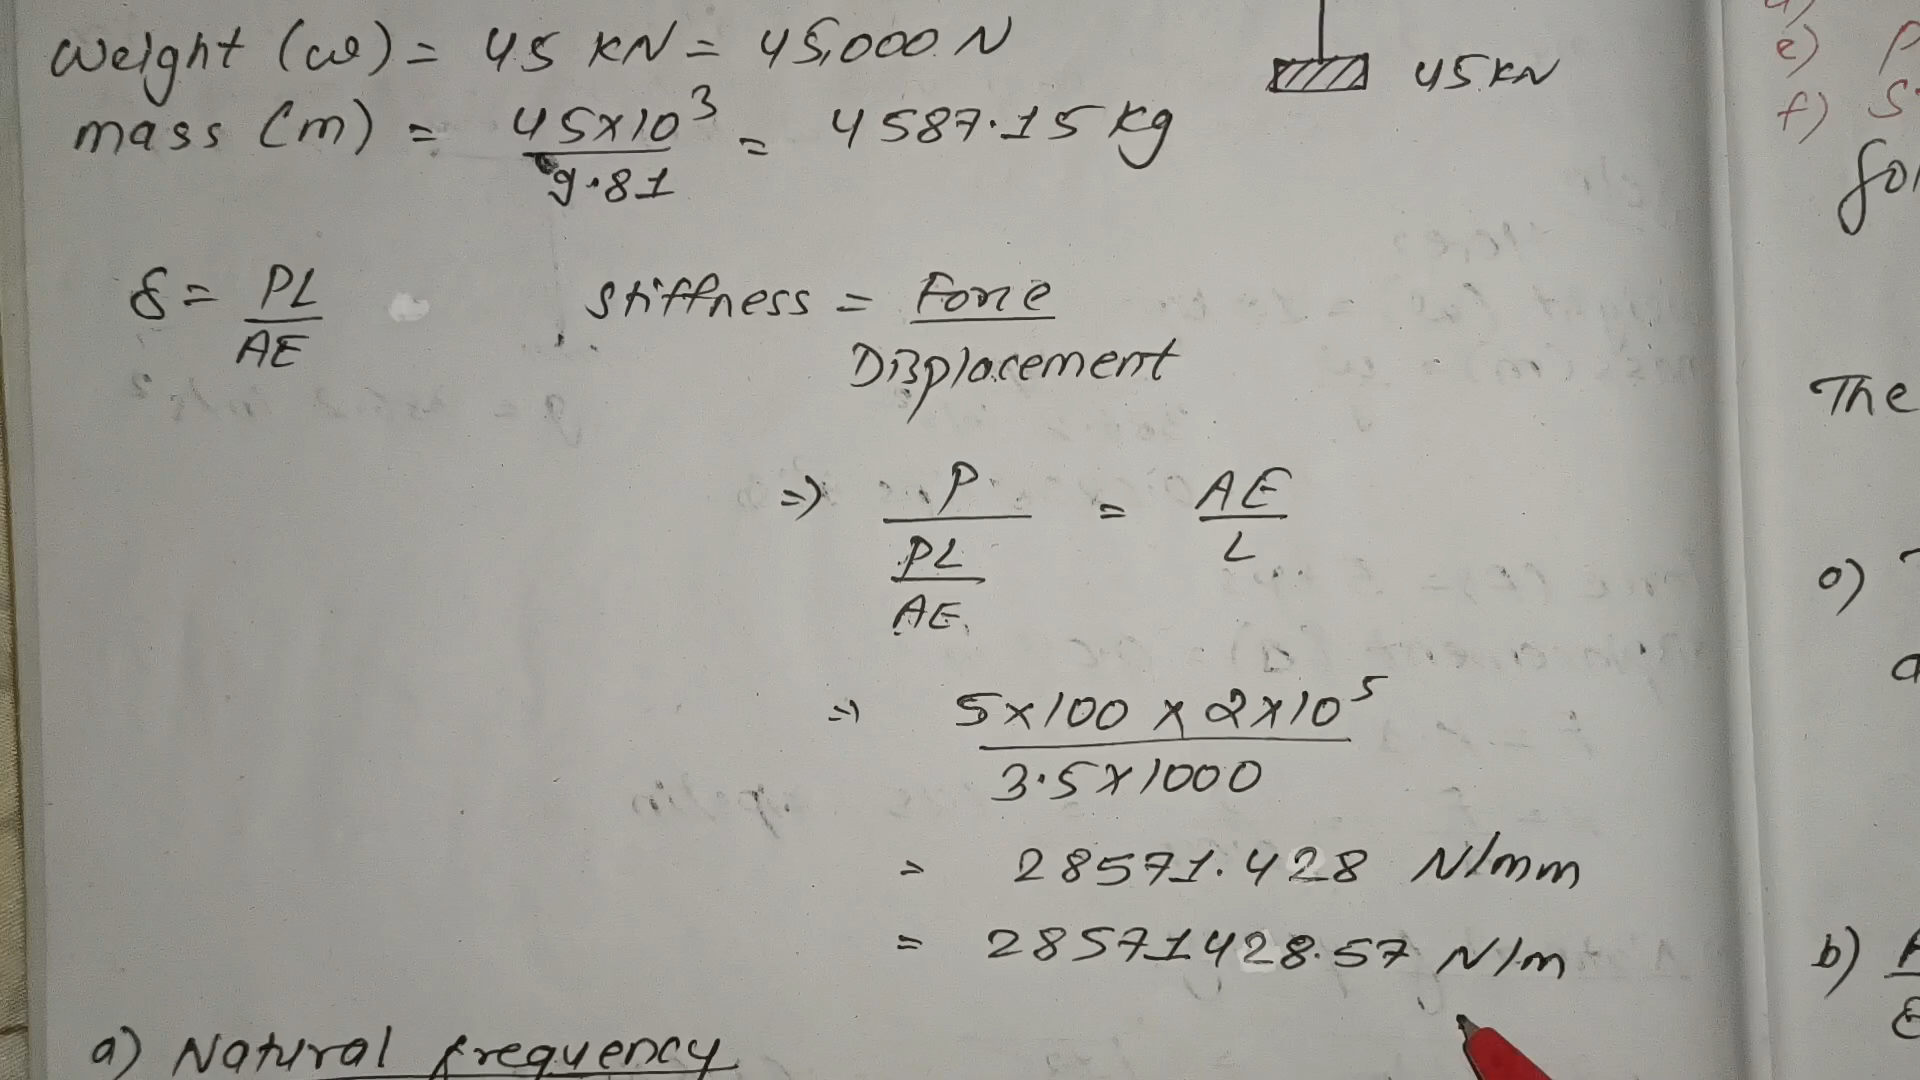 weight (w) = 45 KN = 45,000 N
45 KN
mass (m) = 45×10³ / 9.81 = 4587.15 kg
δ = PL / AE
stiffness = Force / Displacement
=> P / (PL / AE) = AE / L
=> 5×100 × 2×10⁵ / 3.5×1000
= 28571.428 N/mm
= 28571428.57 N/m
a) Natural frequency
e) P
f) S
The
b)